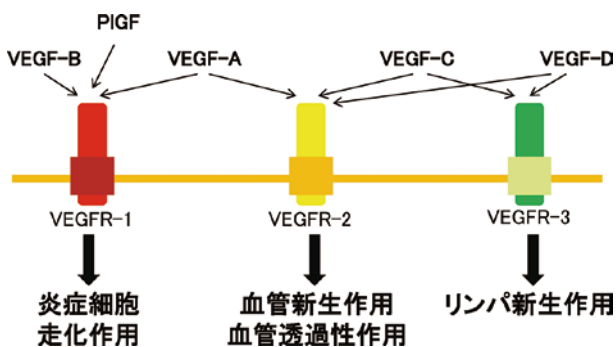 PlGF
VEGF-B
VEGF-A
VEGF-C
VEGF-D
VEGFR-1
VEGFR-2
VEGFR-3
炎症細胞
走化作用
血管新生作用
血管透過性作用
リンパ新生作用